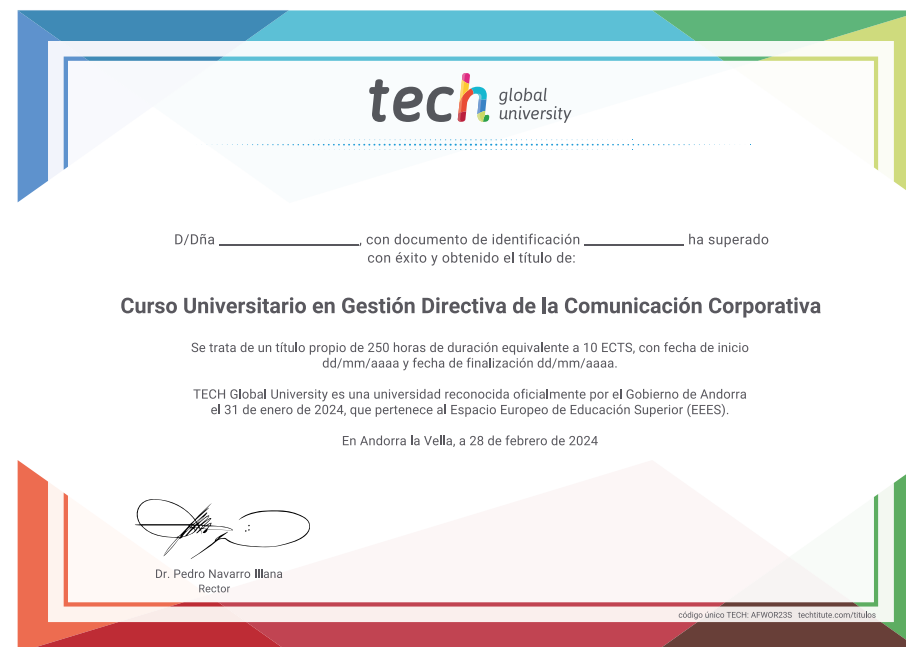 tech global university
D/Dña ____________________, con documento de identificación ______________ ha superado
con éxito y obtenido el título de:
Curso Universitario en Gestión Directiva de la Comunicación Corporativa
Se trata de un título propio de 250 horas de duración equivalente a 10 ECTS, con fecha de inicio
dd/mm/aaaa y fecha de finalización dd/mm/aaaa.
TECH Global University es una universidad reconocida oficialmente por el Gobierno de Andorra
el 31 de enero de 2024, que pertenece al Espacio Europeo de Educación Superior (EEES).
En Andorra la Vella, a 28 de febrero de 2024
Dr. Pedro Navarro Illana
Rector
código único TECH: AFWOR23S techtitute.com/titulos